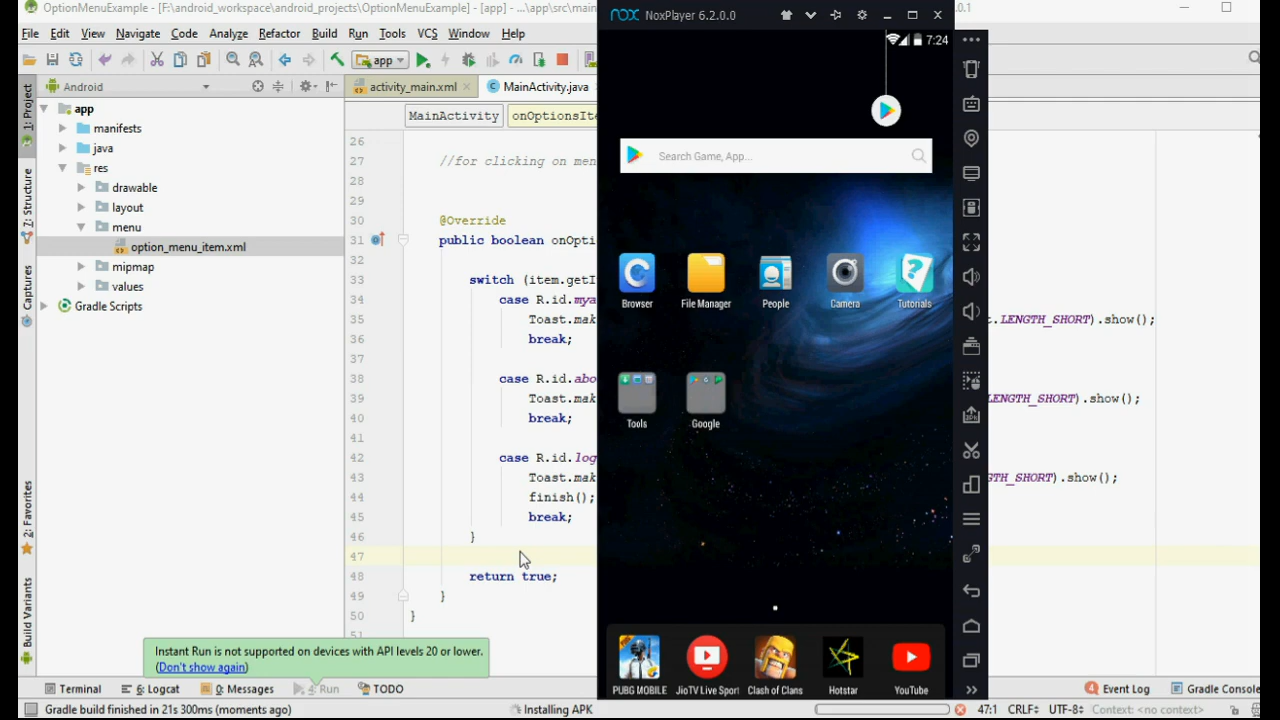 OptionMenuExample - [F:\android_workspace\android_projects\OptionMenuExample] - [app] - ...\app\src\main
File Edit View Navigate Code Analyze Refactor Build Run Tools VCS Window Help
app
Android
activity_main.xml
MainActivity.java
MainActivity
onOptionsIte
1: Project
7: Structure
Captures
2: Favorites
Build Variants
app
manifests
java
res
drawable
layout
menu
option_menu_item.xml
mipmap
values
Gradle Scripts
26
27 //for clicking on men
28
29
30 @Override
31 public boolean onOpti
32
33 switch (item.getI
34 case R.id.mya
35 Toast.mak t.LENGTH_SHORT).show();
36 break;
37
38 case R.id.abo
39 Toast.mak LENGTH_SHORT).show();
40 break;
41
42 case R.id.log
43 Toast.mak GTH_SHORT).show();
44 finish();
45 break;
46 }
47
48 return true;
49 }
50 }
51
nox NoxPlayer 6.2.0.0
7:24
Search Game, App...
Browser File Manager People Camera Tutorials
Tools Google
PUBG MOBILE JioTV Live Sport Clash of Clans Hotstar YouTube
Instant Run is not supported on devices with API levels 20 or lower.
(Don't show again)
Terminal 6: Logcat 0: Messages 4: Run TODO
4 Event Log Gradle Console
Gradle build finished in 21s 300ms (moments ago)
Installing APK
47:1 CRLF UTF-8 Context: <no context>